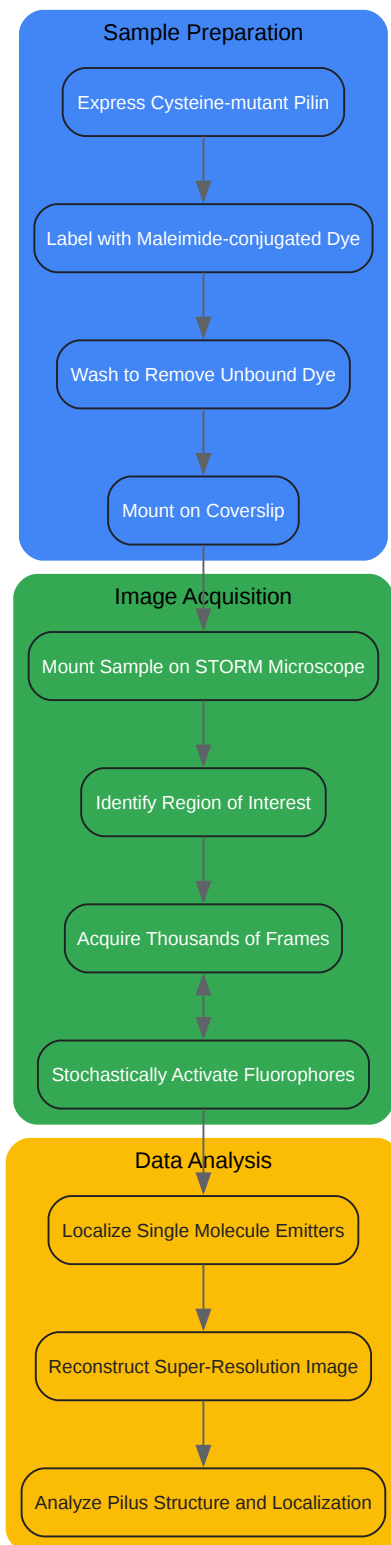 Sample Preparation
Express Cysteine-mutant Pilin
Label with Maleimide-conjugated Dye
Wash to Remove Unbound Dye
Mount on Coverslip
Image Acquisition
Mount Sample on STORM Microscope
Identify Region of Interest
Acquire Thousands of Frames
Stochastically Activate Fluorophores
Data Analysis
Localize Single Molecule Emitters
Reconstruct Super-Resolution Image
Analyze Pilus Structure and Localization